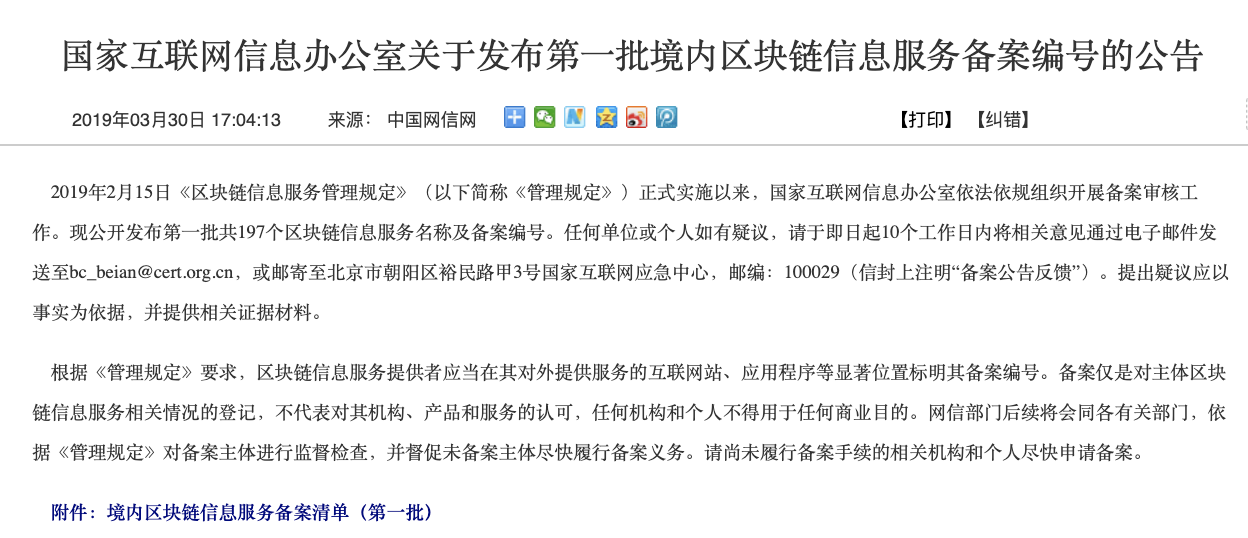 国家互联网信息办公室关于发布第一批境内区块链信息服务备案编号的公告
2019年03月30日 17:04:13 来源： 中国网信网 【打印】 【纠错】
2019年2月15日《区块链信息服务管理规定》（以下简称《管理规定》）正式实施以来，国家互联网信息办公室依法依规组织开展备案审核工
作。现公开发布第一批共197个区块链信息服务名称及备案编号。任何单位或个人如有疑议，请于即日起10个工作日内将相关意见通过电子邮件发
送至bc_beian@cert.org.cn，或邮寄至北京市朝阳区裕民路甲3号国家互联网应急中心，邮编：100029（信封上注明“备案公告反馈”）。提出疑议应以
事实为依据，并提供相关证据材料。
根据《管理规定》要求，区块链信息服务提供者应当在其对外提供服务的互联网站、应用程序等显著位置标明其备案编号。备案仅是对主体区块
链信息服务相关情况的登记，不代表对其机构、产品和服务的认可，任何机构和个人不得用于任何商业目的。网信部门后续将会同各有关部门，依
据《管理规定》对备案主体进行监督检查，并督促未备案主体尽快履行备案义务。请尚未履行备案手续的相关机构和个人尽快申请备案。
附件：境内区块链信息服务备案清单（第一批）